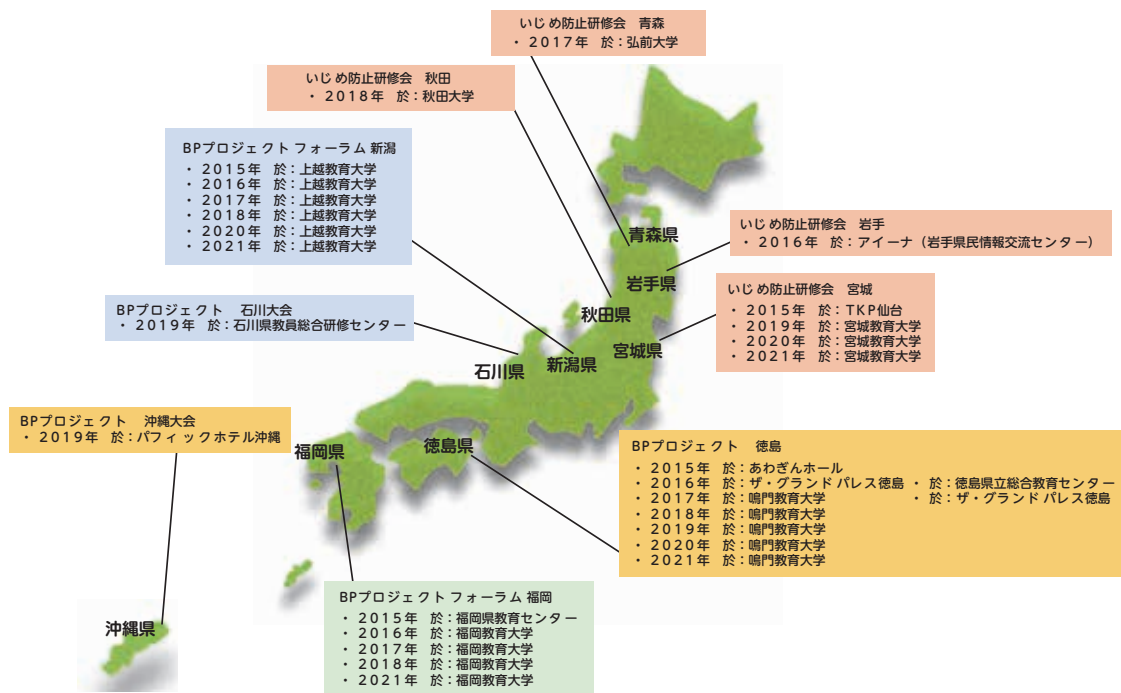 いじめ防止研修会　青森
・ 2017年　於：弘前大学
いじめ防止研修会　秋田
・ 2018年　於：秋田大学
BPプロジェクト フォーラム 新潟
・ 2015年　於：上越教育大学
・ 2016年　於：上越教育大学
・ 2017年　於：上越教育大学
・ 2018年　於：上越教育大学
・ 2020年　於：上越教育大学
・ 2021年　於：上越教育大学
いじめ防止研修会　岩手
・ 2016年　於：アイーナ（岩手県民情報交流センター）
いじめ防止研修会　宮城
・ 2015年　於：TKP仙台
・ 2019年　於：宮城教育大学
・ 2020年　於：宮城教育大学
・ 2021年　於：宮城教育大学
BPプロジェクト　石川大会
・ 2019年　於：石川県教員総合研修センター
青森県
岩手県
秋田県
宮城県
新潟県
石川県
BPプロジェクト　沖縄大会
・ 2019年　於：パフィックホテル沖縄
福岡県
徳島県
BPプロジェクト　徳島
・ 2015年　於：あわぎんホール
・ 2016年　於：ザ・グランド パレス徳島 ・ 於：徳島県立総合教育センター
・ 2017年　於：鳴門教育大学 ・ 於：ザ・グランド パレス徳島
・ 2018年　於：鳴門教育大学
・ 2019年　於：鳴門教育大学
・ 2020年　於：鳴門教育大学
・ 2021年　於：鳴門教育大学
BPプロジェクト フォーラム 福岡
・ 2015年　於：福岡県教育センター
・ 2016年　於：福岡教育大学
・ 2017年　於：福岡教育大学
・ 2018年　於：福岡教育大学
・ 2021年　於：福岡教育大学
沖縄県